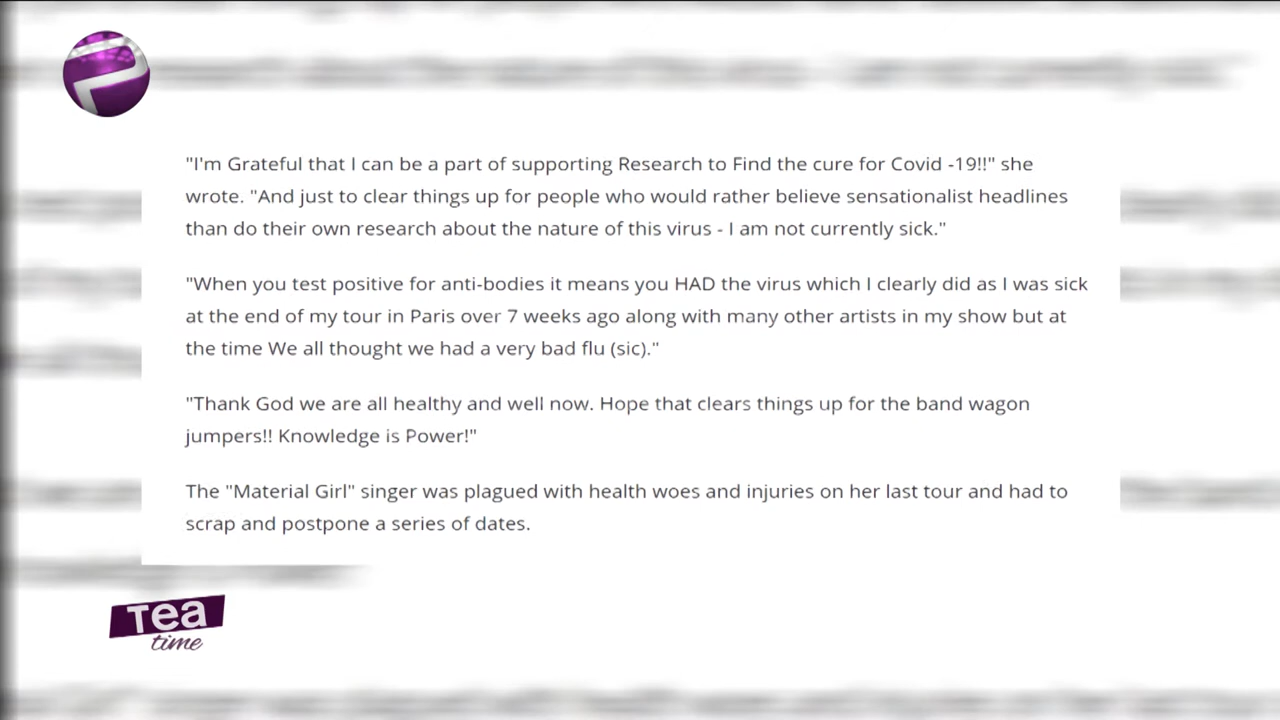 "I'm Grateful that I can be a part of supporting Research to Find the cure for Covid -19!!" she
wrote. "And just to clear things up for people who would rather believe sensationalist headlines
than do their own research about the nature of this virus - I am not currently sick."
"When you test positive for anti-bodies it means you HAD the virus which I clearly did as I was sick
at the end of my tour in Paris over 7 weeks ago along with many other artists in my show but at
the time We all thought we had a very bad flu (sic)."
"Thank God we are all healthy and well now. Hope that clears things up for the band wagon
jumpers!! Knowledge is Power!"
The "Material Girl" singer was plagued with health woes and injuries on her last tour and had to
scrap and postpone a series of dates.
Tea
time